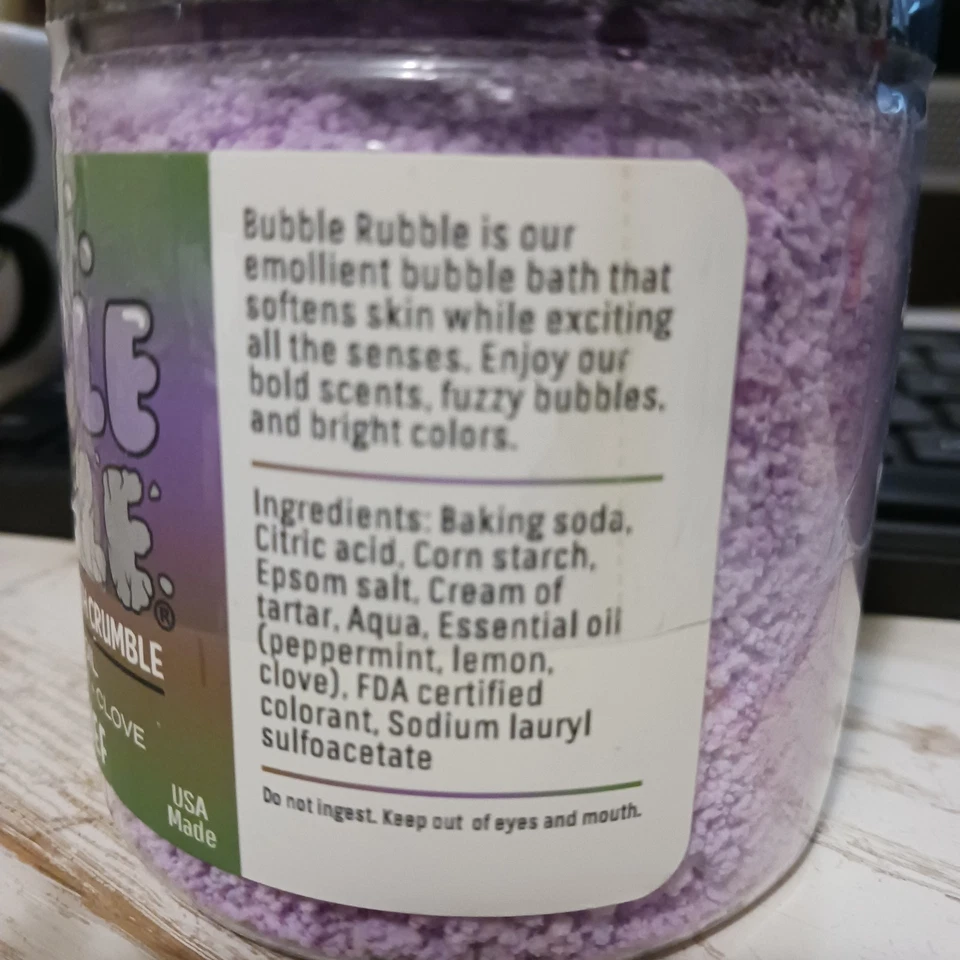 LE
LE
®
CRUMBLE
CLOVE
USA
Made
Bubble Rubble is our
emollient bubble bath that
softens skin while exciting
all the senses. Enjoy our
bold scents, fuzzy bubbles,
and bright colors.
Ingredients: Baking soda,
Citric acid, Corn starch,
Epsom salt, Cream of
tartar, Aqua, Essential oil
(peppermint, lemon,
clove), FDA certified
colorant, Sodium lauryl
sulfoacetate
Do not ingest. Keep out of eyes and mouth.